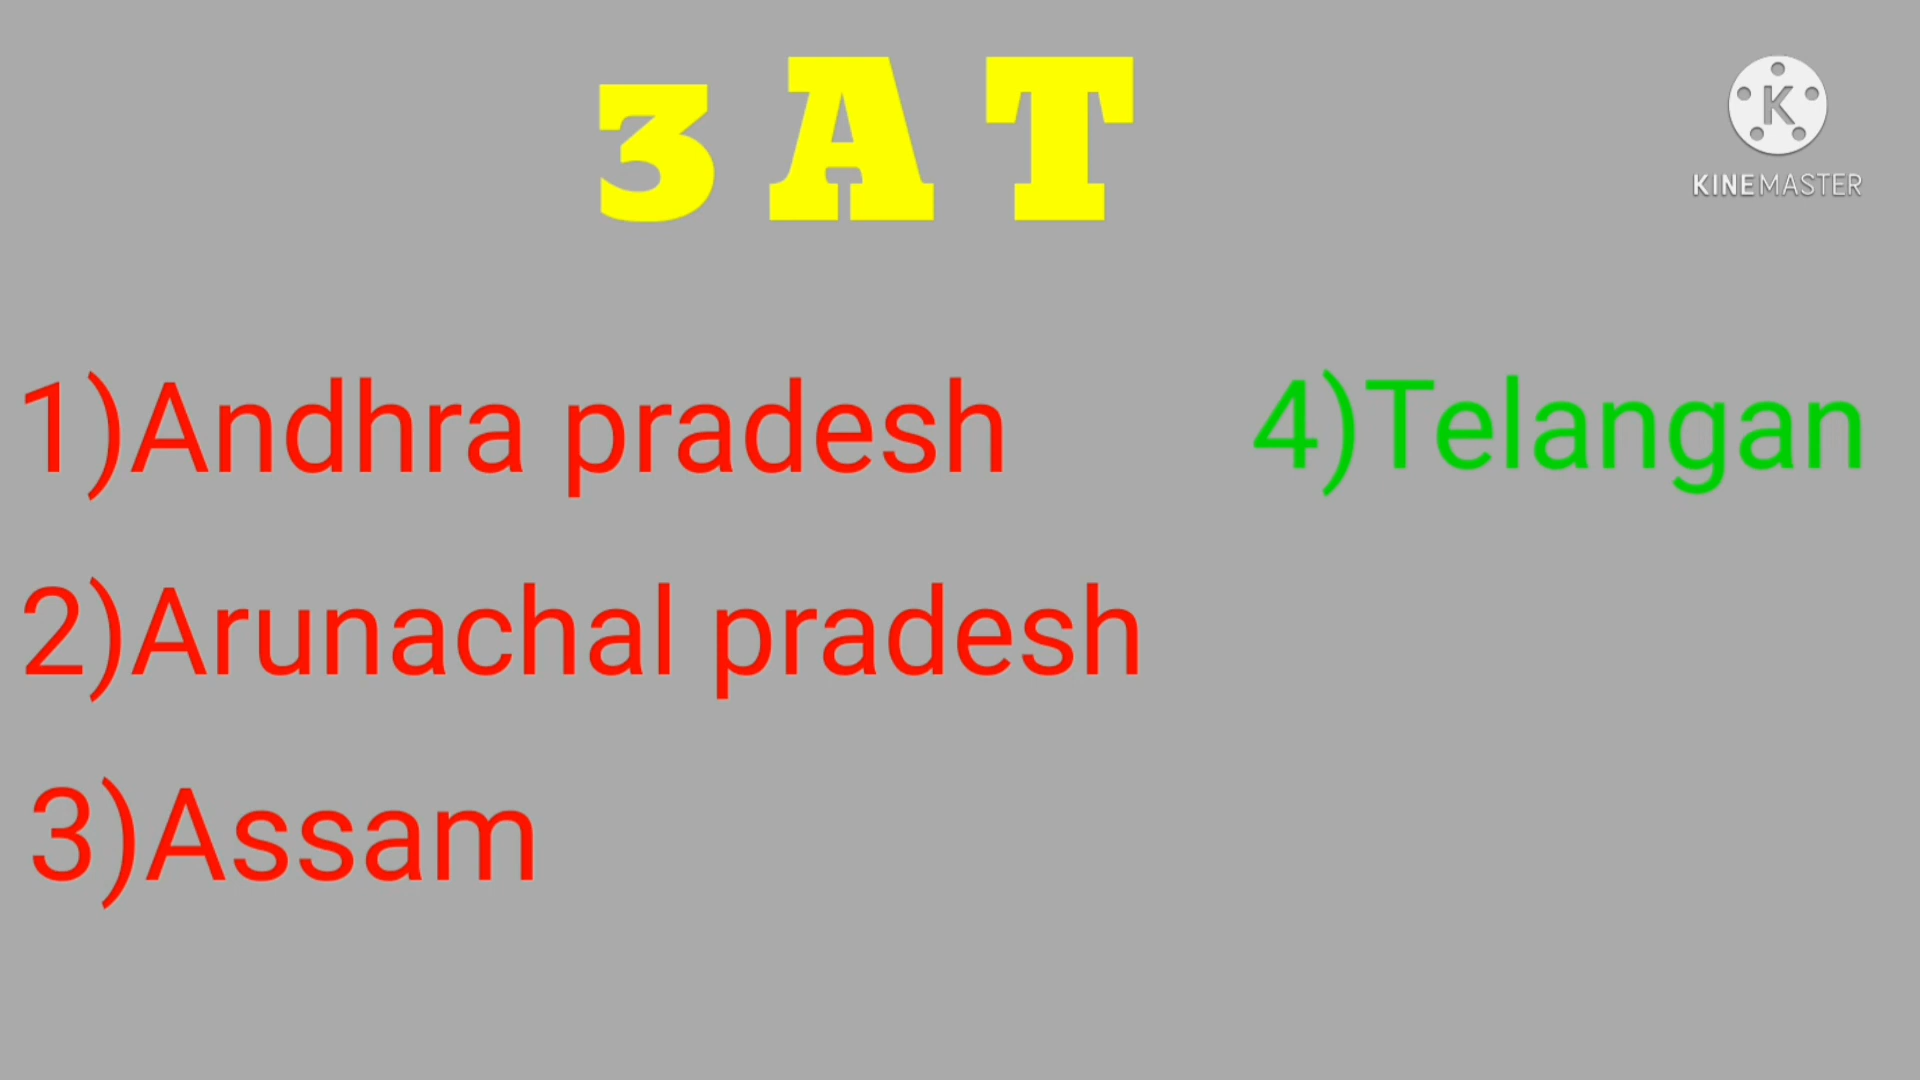 3 A T
K
KINEMASTER
1)Andhra pradesh
4)Telangan
2)Arunachal pradesh
3)Assam